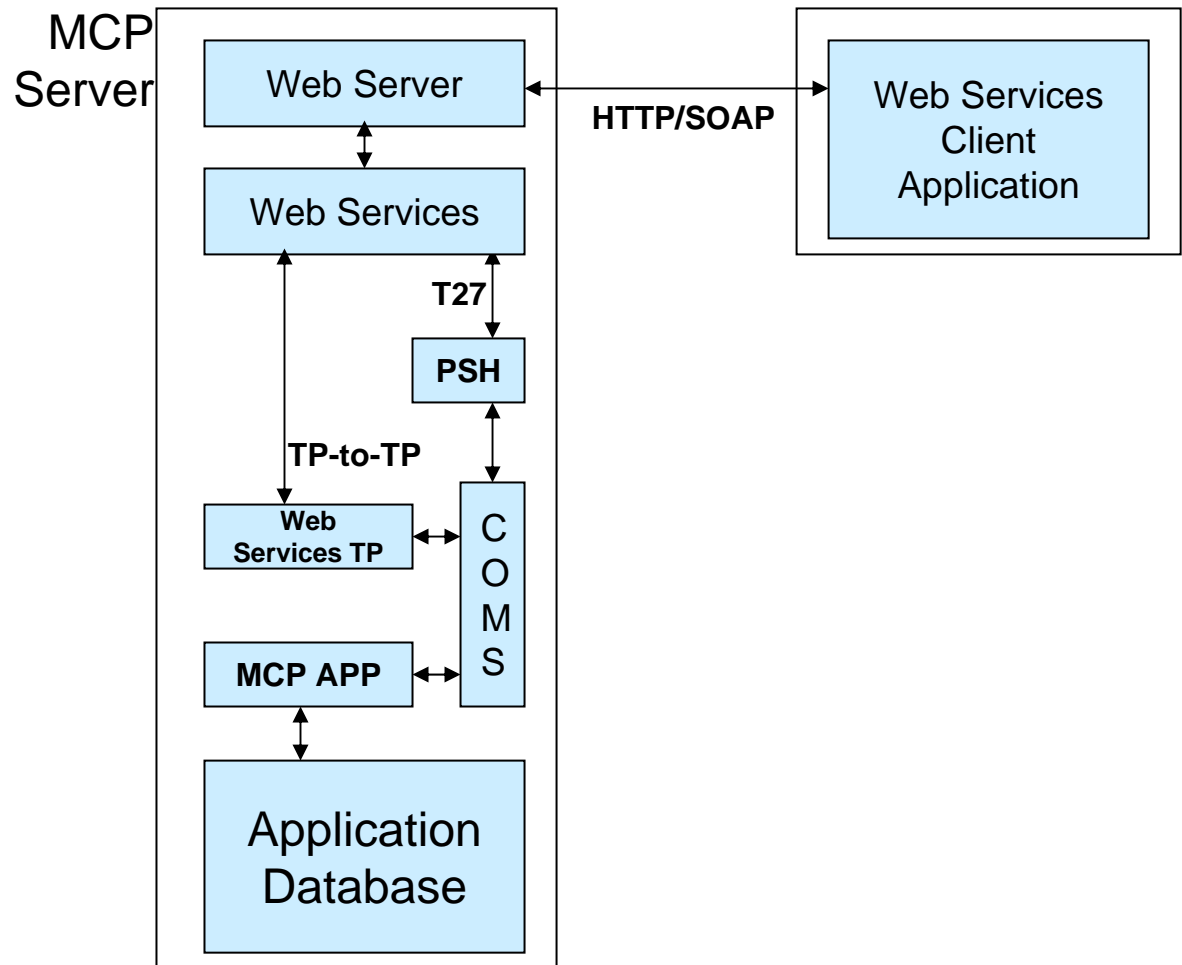 MCP
Server
Web Server
HTTP/SOAP
Web Services
Client
Application
Web Services
T27
PSH
TP-to-TP
Web
Services TP
C
O
M
S
MCP APP
Application
Database